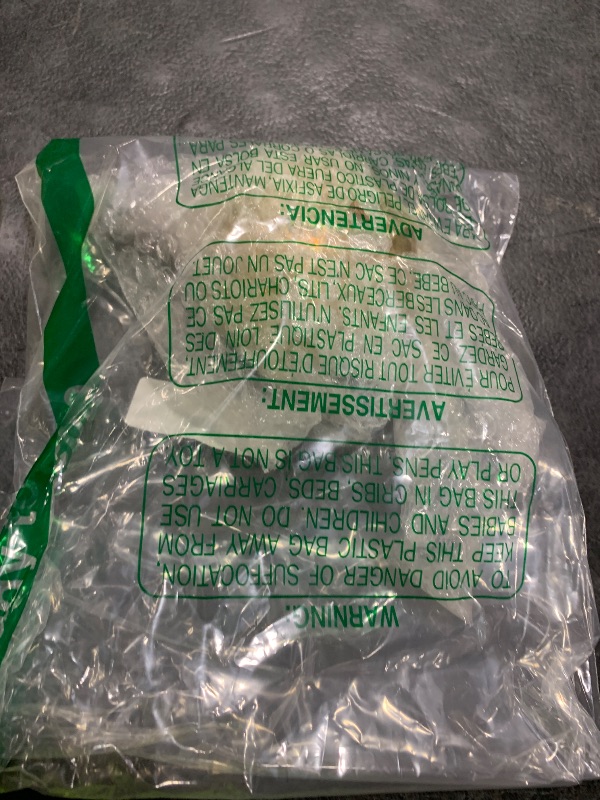 WARNING:
TO AVOID DANGER OF SUFFOCATION,
KEEP THIS PLASTIC BAG AWAY FROM
BABIES AND CHILDREN. DO NOT USE
THIS BAG IN CRIBS, BEDS, CARRIAGES
OR PLAY PENS. THIS BAG IS NOT A TOY
AVERTISSEMENT:
POUR ÉVITER TOUT RISQUE D'ETOUFFEMENT
GARDEZ CE SAC EN PLASTIQUE LOIN DES
BEBES ET LES ENFANTS. N'UTILISEZ PAS CE
DANS LES BERCEAUX, LITS, CHARIOTS OU
BEBE. CE SAC N'EST PAS UN JOUET
ADVERTENCIA:
PELIGRO DE ASFIXIA, MANTENGA
DE PLASTICO FUERA DEL
NO USAR ESTA BOLSA EN
PARA